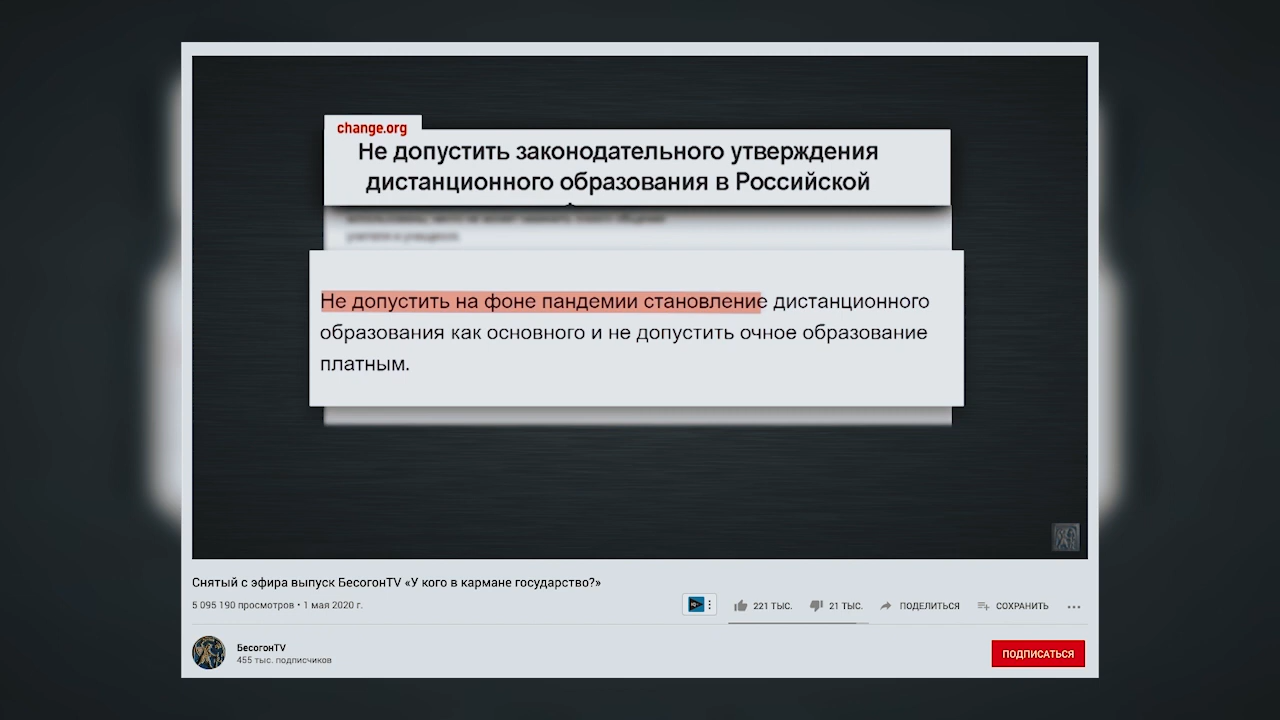 change.org
Не допустить законодательного утверждения
дистанционного образования в Российской
учителя и учащихся.
Не допустить на фоне пандемии становление дистанционного
образования как основного и не допустить очное образование
платным.
Снятый с эфира выпуск БесогонTV «У кого в кармане государство?»
5 095 190 просмотров • 1 мая 2020 г.
221 ТЫС.
21 ТЫС.
ПОДЕЛИТЬСЯ
СОХРАНИТЬ
БесогонTV
455 тыс. подписчиков
ПОДПИСАТЬСЯ